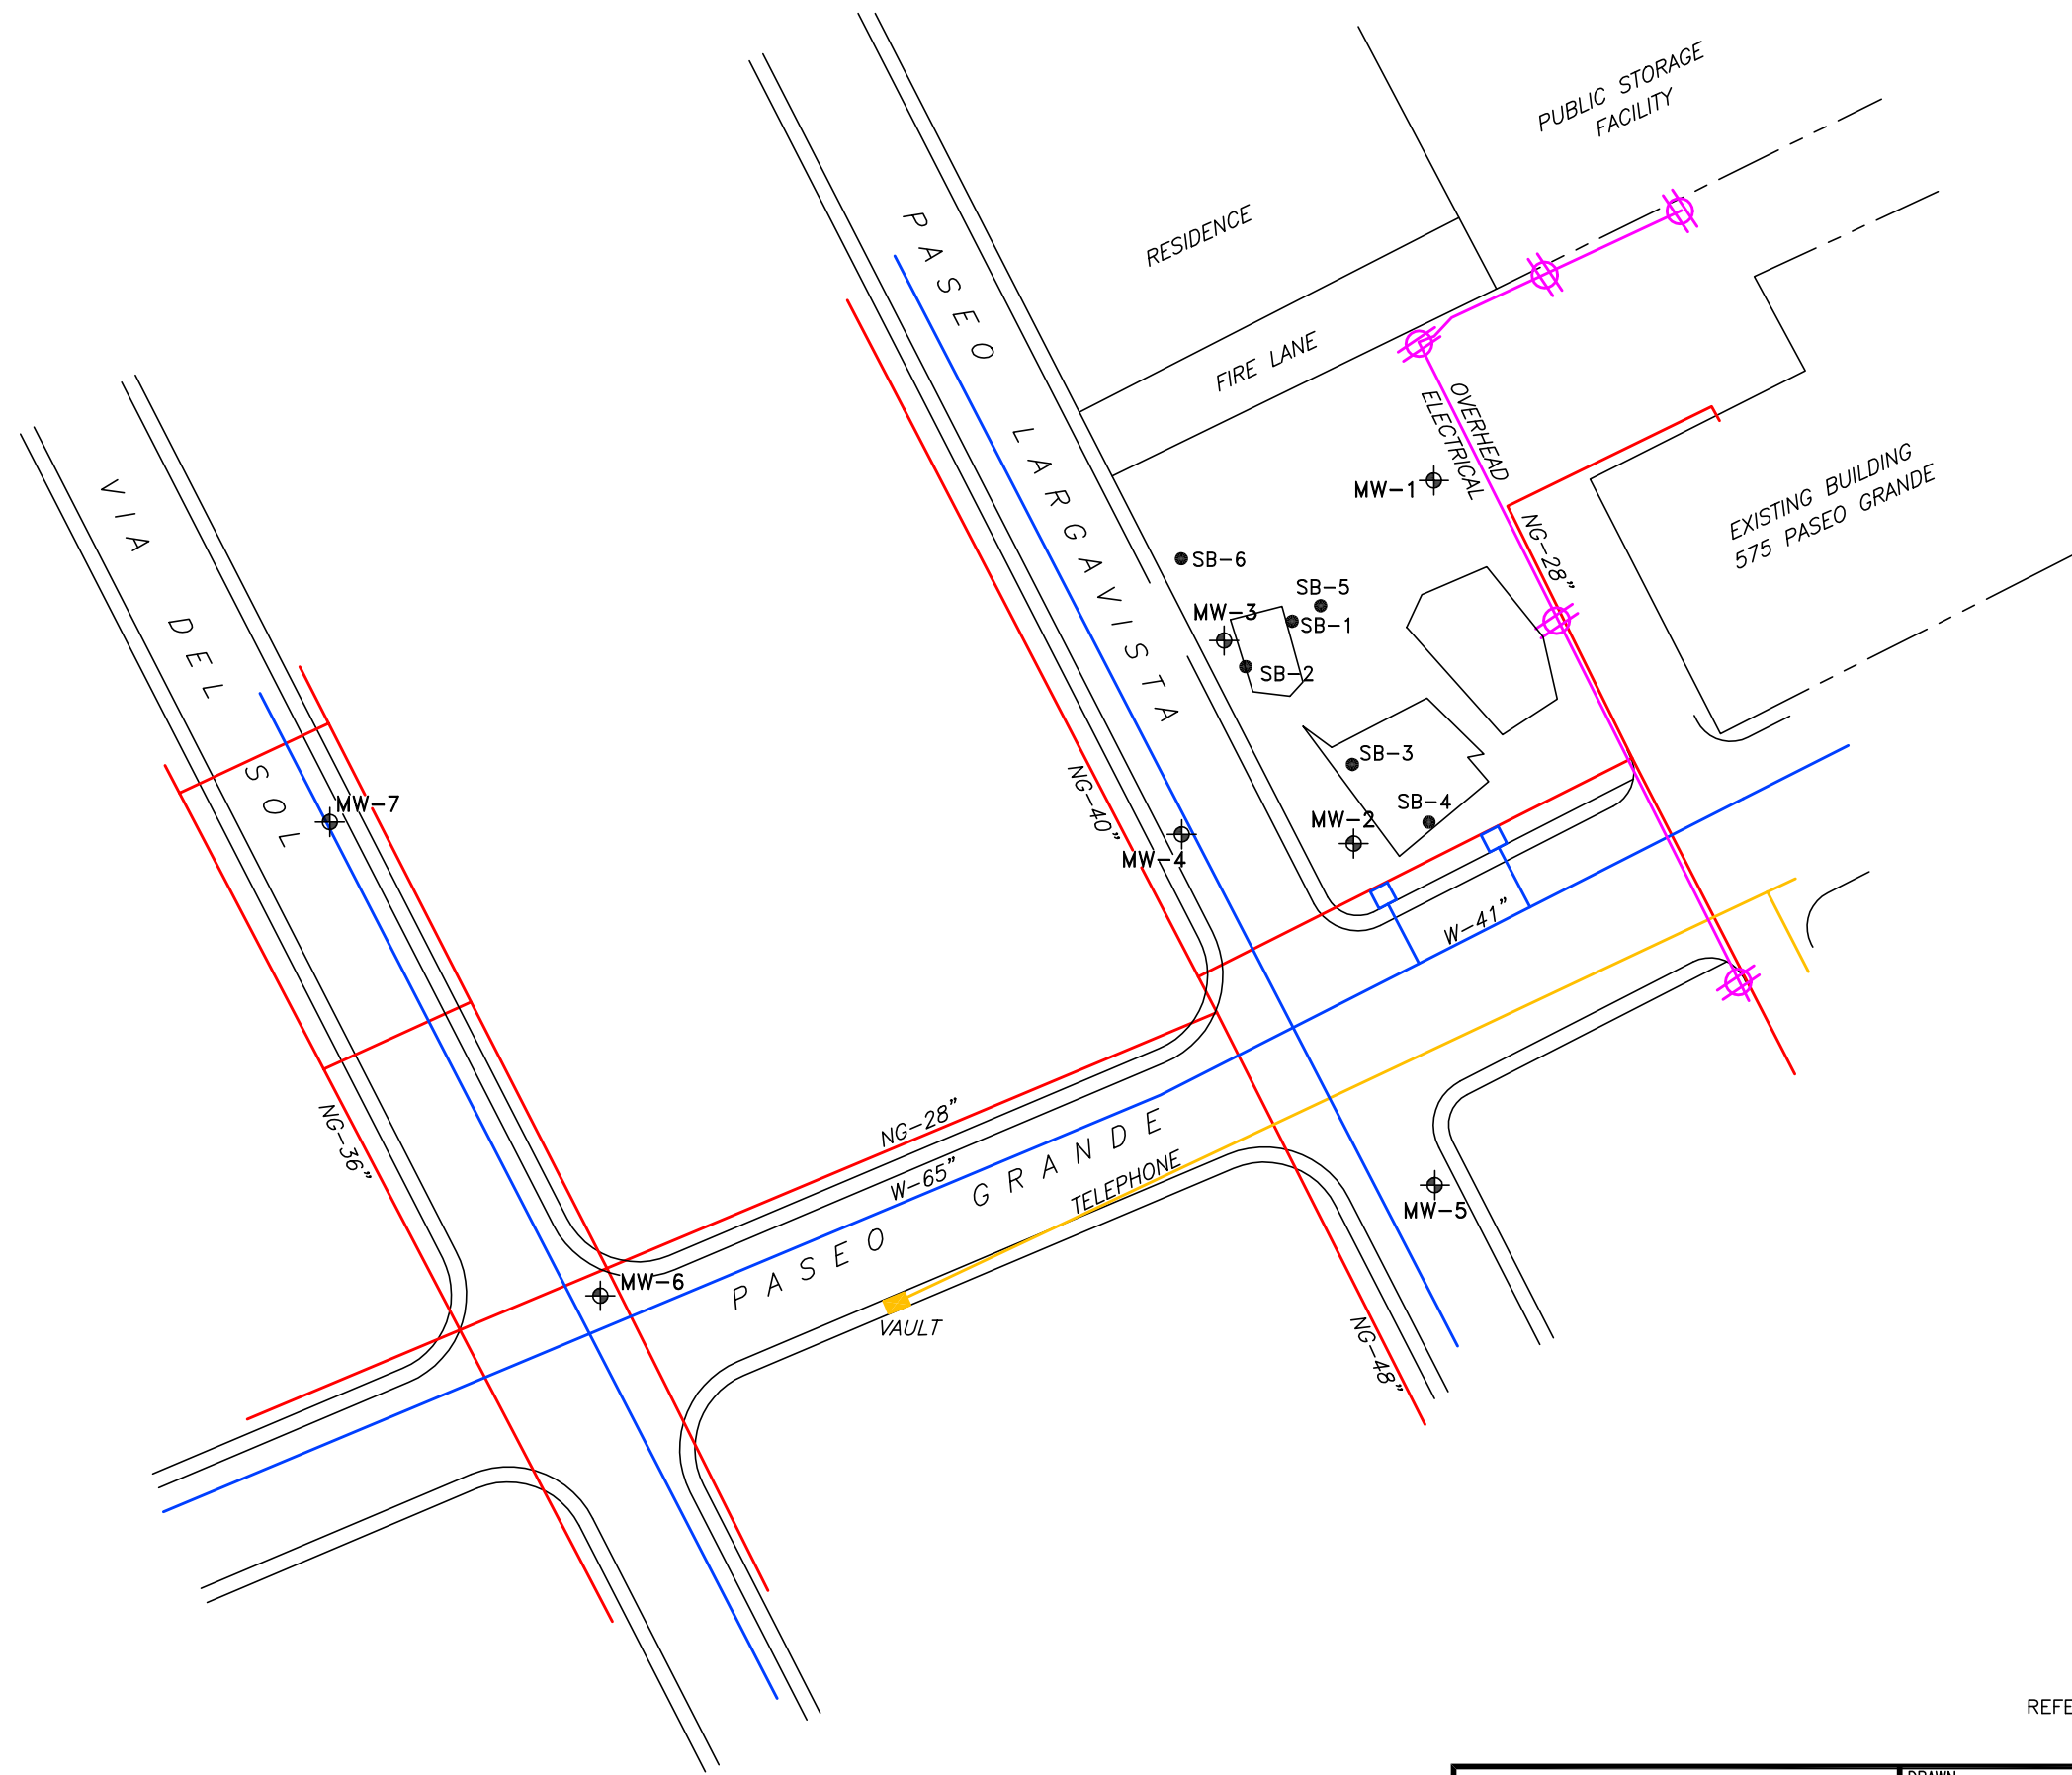 PUBLIC STORAGE
FACILITY
RESIDENCE
FIRE LANE
PASEO LARGAVISTA
OVERHEAD
ELECTRICAL
MW-1
EXISTING BUILDING
575 PASEO GRANDE
NG-28"
VIA DEL SOL
SB-6
SB-5
MW-3
SB-1
SB-2
SB-3
NG-40"
SB-4
MW-7
MW-2
MW-4
W-41"
NG-36"
NG-28"
W-65"
PASEO GRANDE
TELEPHONE
MW-5
MW-6
VAULT
NG-48"